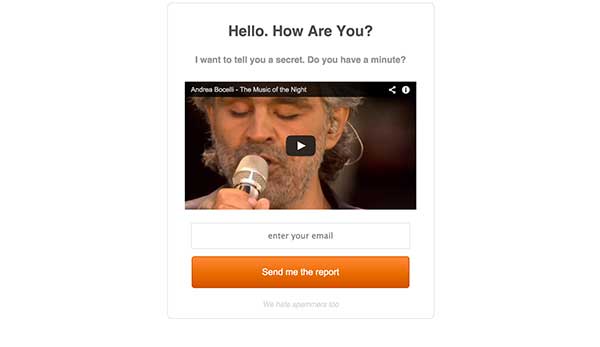 Hello. How Are You?
I want to tell you a secret. Do you have a minute?
Andrea Bocelli - The Music of the Night
enter your email
Send me the report
We hate spammers too